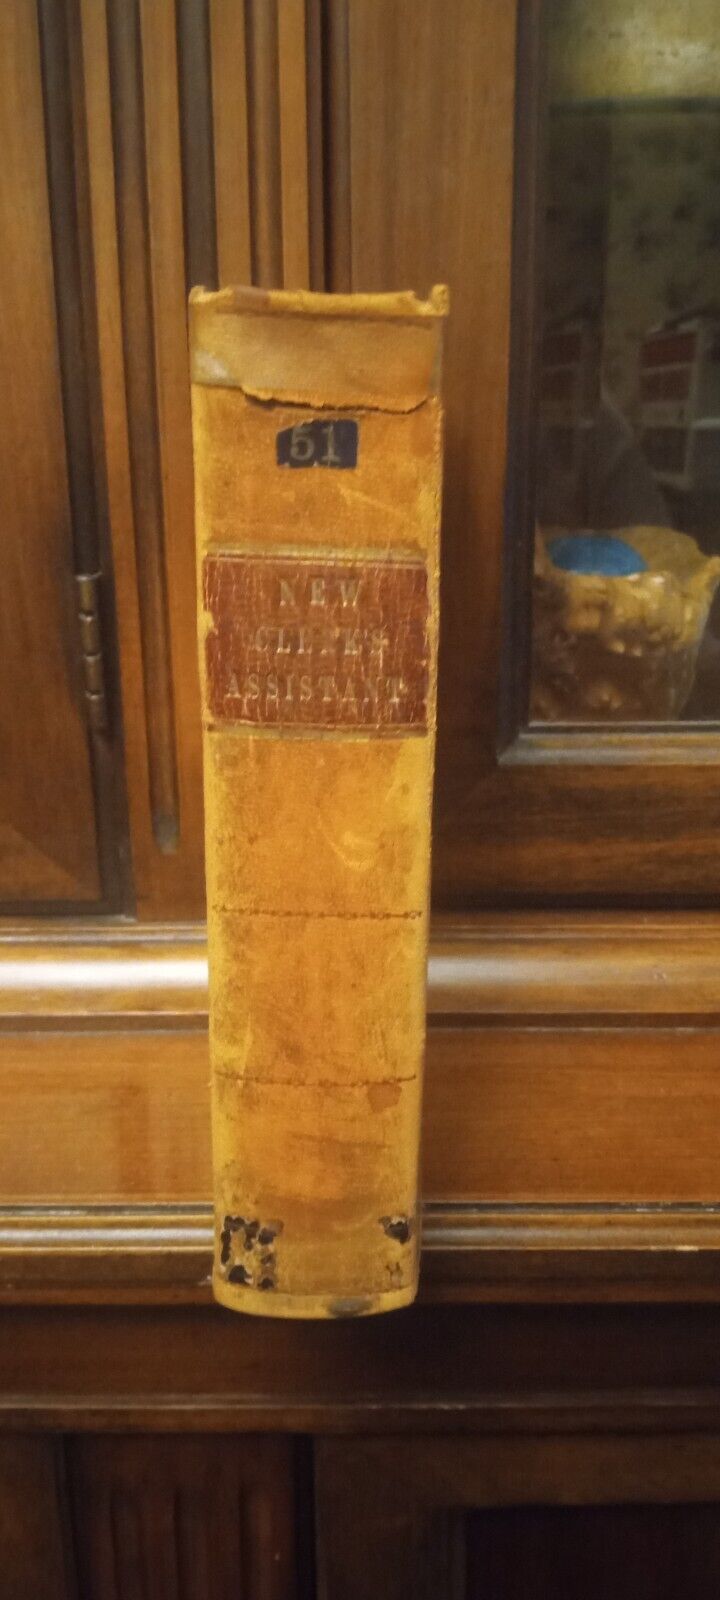 51
NEW
CLERK'S
ASSISTANT